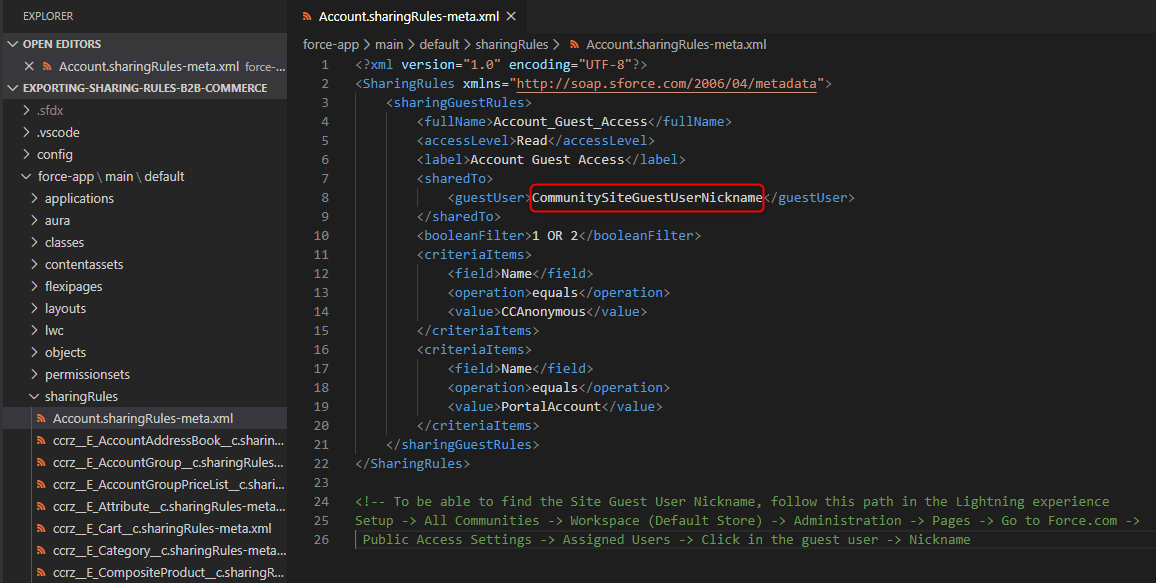 EXPLORER
OPEN EDITORS
Account.sharingRules-meta.xml force-...
EXPORTING-SHARING-RULES-B2B-COMMERCE
.sfdx
.vscode
config
force-app \ main \ default
applications
aura
classes
contentassets
flexipages
layouts
lwc
objects
permissionsets
sharingRules
Account.sharingRules-meta.xml
ccrz__E_AccountAddressBook__c.sharin...
ccrz__E_AccountGroup__c.sharingRules...
ccrz__E_AccountGroupPriceList__c.shari...
ccrz__E_Attribute__c.sharingRules-meta...
ccrz__E_Cart__c.sharingRules-meta.xml
ccrz__E_Category__c.sharingRules-meta...
ccrz__E_CompositeProduct__c.sharingR...
Account.sharingRules-meta.xml
force-app > main > default > sharingRules > Account.sharingRules-meta.xml
1 <?xml version="1.0" encoding="UTF-8"?>
2 <SharingRules xmlns="http://soap.sforce.com/2006/04/metadata">
3 <sharingGuestRules>
4 <fullName>Account_Guest_Access</fullName>
5 <accessLevel>Read</accessLevel>
6 <label>Account Guest Access</label>
7 <sharedTo>
8 <guestUser>CommunitySiteGuestUserNickname</guestUser>
9 </sharedTo>
10 <booleanFilter>1 OR 2</booleanFilter>
11 <criteriaItems>
12 <field>Name</field>
13 <operation>equals</operation>
14 <value>CCAnonymous</value>
15 </criteriaItems>
16 <criteriaItems>
17 <field>Name</field>
18 <operation>equals</operation>
19 <value>PortalAccount</value>
20 </criteriaItems>
21 </sharingGuestRules>
22 </SharingRules>
23
24 <!-- To be able to find the Site Guest User Nickname, follow this path in the Lightning experience
25 Setup -> All Communities -> Workspace (Default Store) -> Administration -> Pages -> Go to Force.com ->
26 Public Access Settings -> Assigned Users -> Click in the guest user -> Nickname